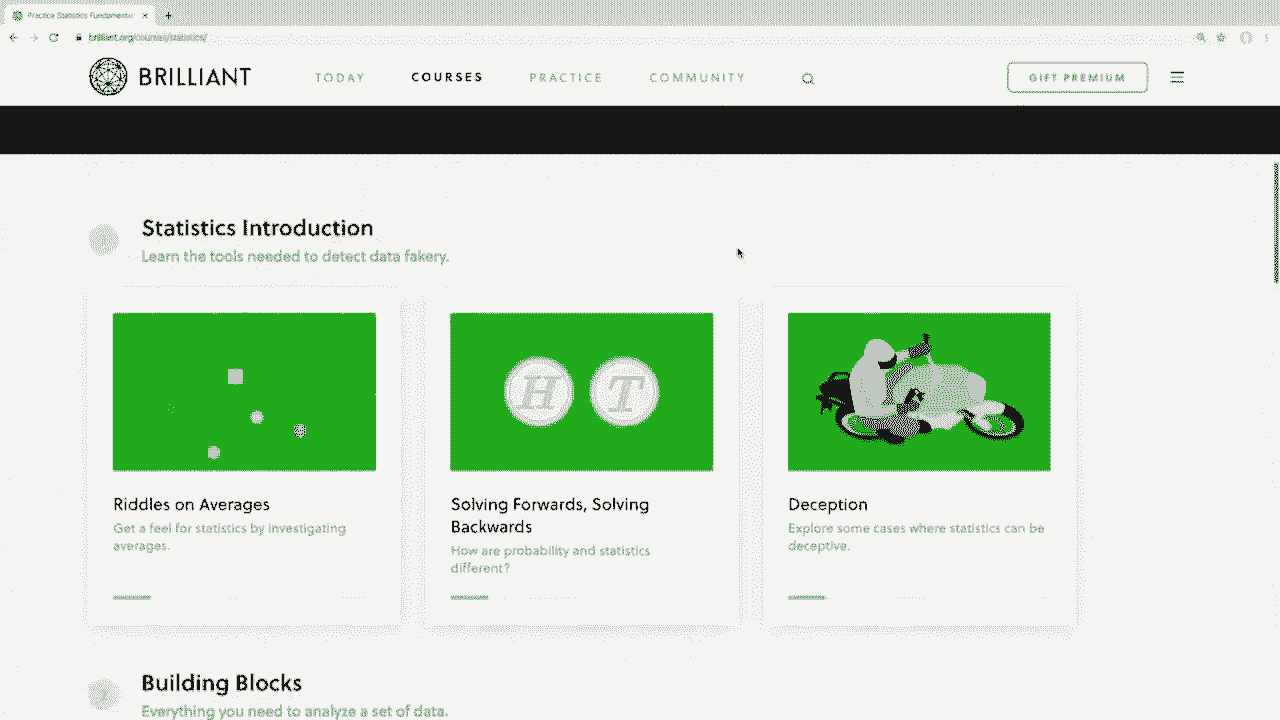 Practice Statistics Fundamental
brilliant.org/courses/statistics/
BRILLIANT
TODAY
COURSES
PRACTICE
COMMUNITY
GIFT PREMIUM
Statistics Introduction
Learn the tools needed to detect data fakery.
H T
Riddles on Averages
Get a feel for statistics by investigating
averages.
Solving Forwards, Solving
Backwards
How are probability and statistics
different?
Deception
Explore some cases where statistics can be
deceptive.
Building Blocks
Everything you need to analyze a set of data.